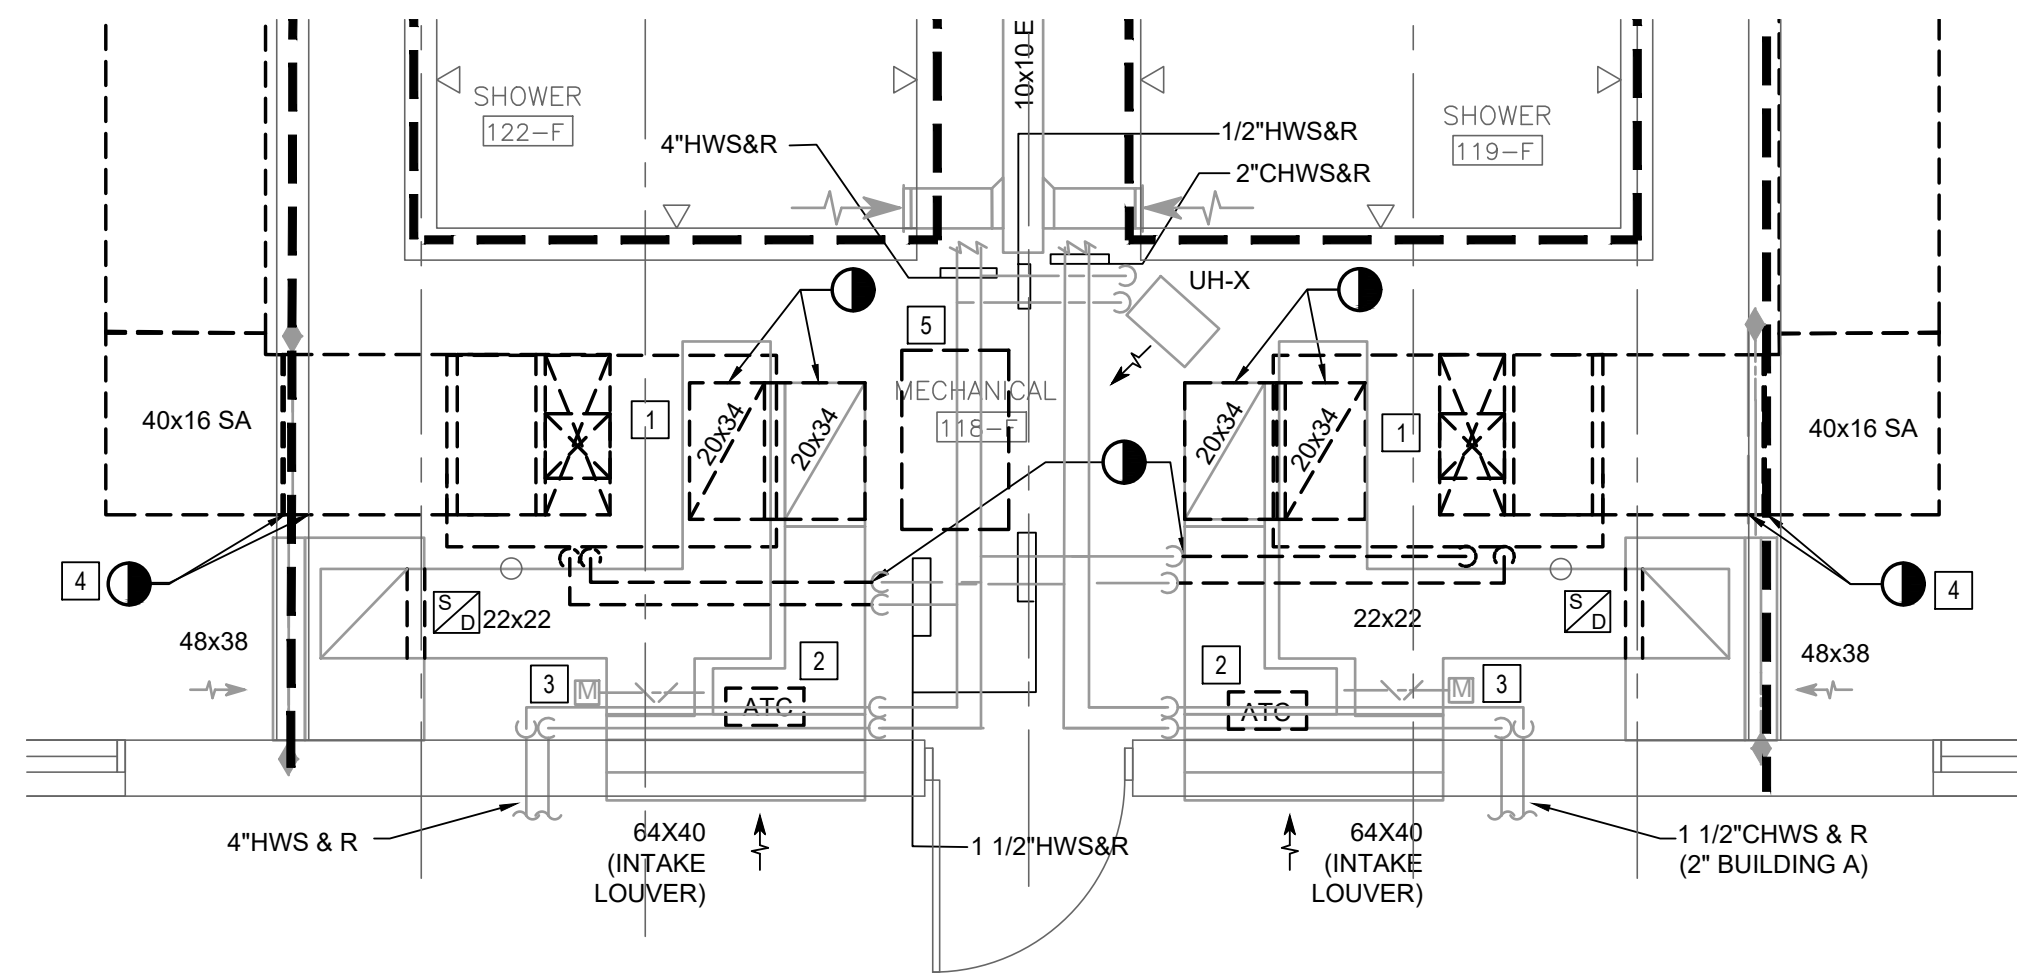 10x10 E
SHOWER
122-F
4"HWS&R
1/2"HWS&R
2"CHWS&R
SHOWER
119-F
UH-X
5
MECHANICAL
118-F
40x16 SA
1
20x34
20x34
20x34
20x34
1
40x16 SA
4
S
D
22x22
22x22
S
D
4
48x38
48x38
3
M
2
ATC
2
ATC
M
3
4"HWS & R
64X40
(INTAKE
LOUVER)
1 1/2"HWS&R
64X40
(INTAKE
LOUVER)
1 1/2"CHWS & R
(2" BUILDING A)